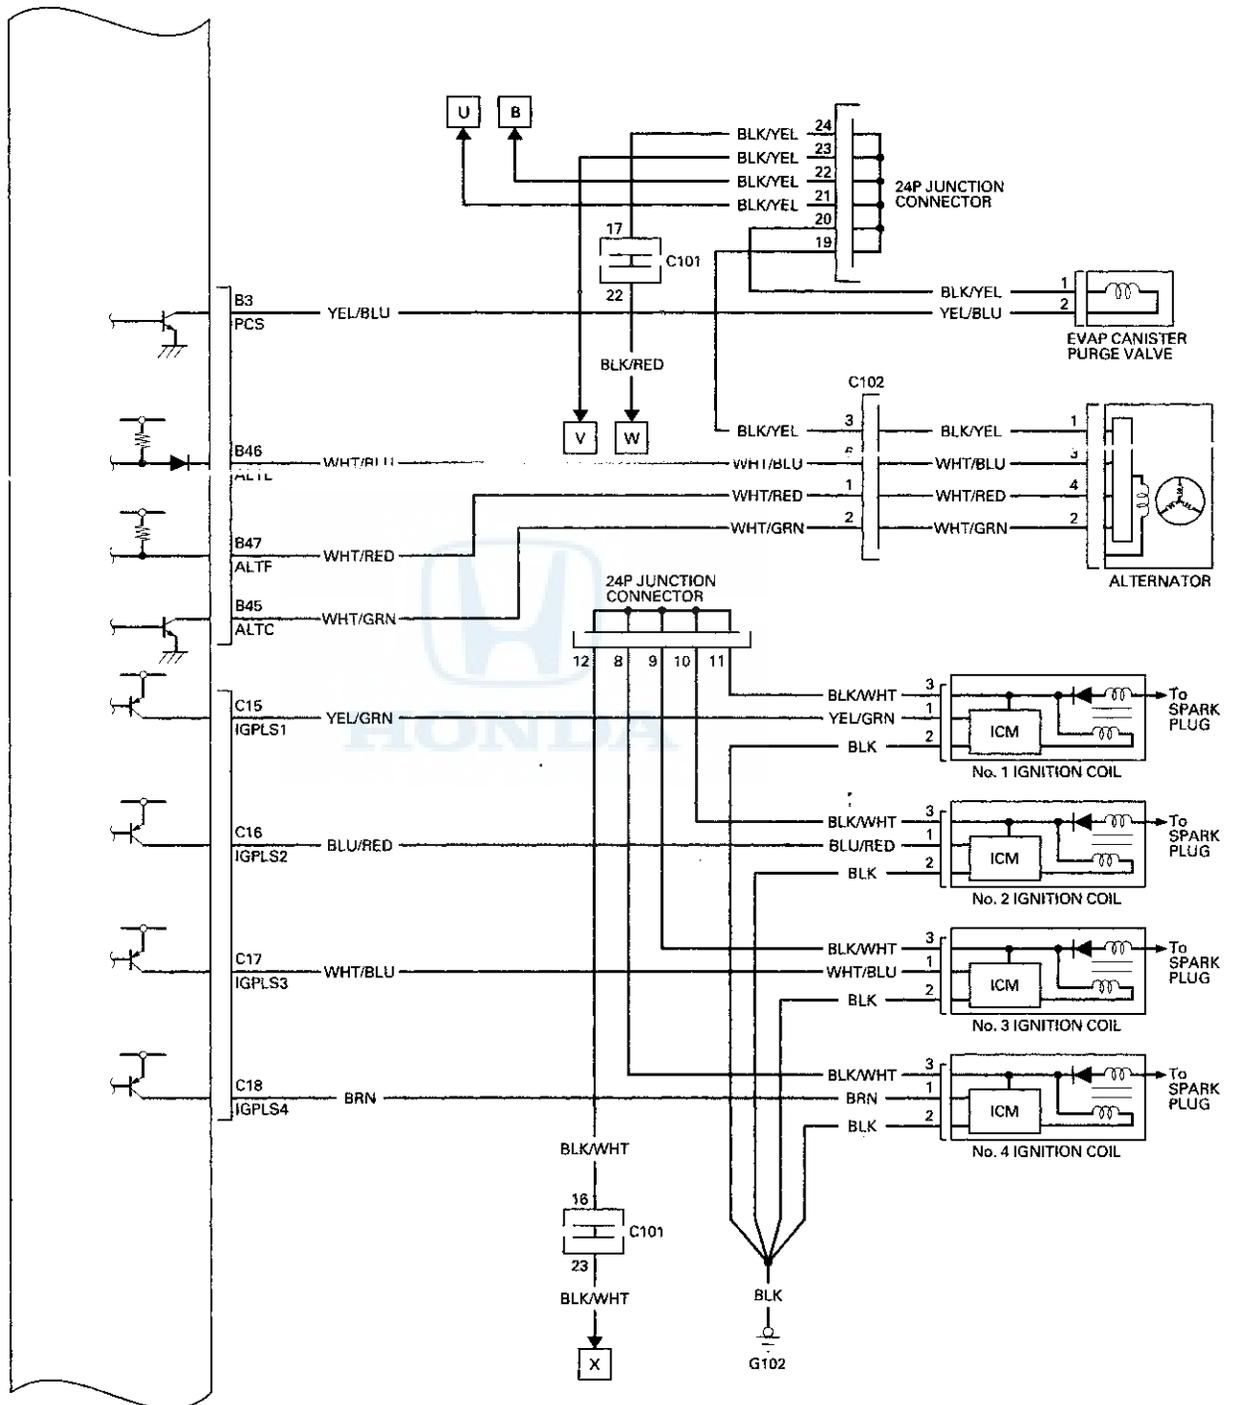 U B
BLK/YEL 24
BLK/YEL 23
BLK/YEL 22
BLK/YEL 21
20
19
24P JUNCTION
CONNECTOR
17
C101
22
BLK/RED
V W
B3
PCS
YEL/BLU
BLK/YEL 1
YEL/BLU 2
EVAP CANISTER
PURGE VALVE
C102
BLK/YEL 3 BLK/YEL 1
B46
ALTL
WHT/BLU WHT/BLU WHT/BLU 3
WHT/RED 1 WHT/RED 4
WHT/GRN 2 WHT/GRN 2
ALTERNATOR
B47
ALTF
WHT/RED
B45
ALTC
WHT/GRN
24P JUNCTION
CONNECTOR
12 8 9 10 11
HONDA
C15
IGPLS1
YEL/GRN
BLK/WHT 3
YEL/GRN 1
BLK 2
ICM
To
SPARK
PLUG
No. 1 IGNITION COIL
C16
IGPLS2
BLU/RED
BLK/WHT 3
BLU/RED 1
BLK 2
ICM
To
SPARK
PLUG
No. 2 IGNITION COIL
C17
IGPLS3
WHT/BLU
BLK/WHT 3
WHT/BLU 1
BLK 2
ICM
To
SPARK
PLUG
No. 3 IGNITION COIL
C18
IGPLS4
BRN
BLK/WHT 3
BRN 1
BLK 2
ICM
To
SPARK
PLUG
No. 4 IGNITION COIL
BLK/WHT
16
C101
23
BLK/WHT
X
BLK
G102